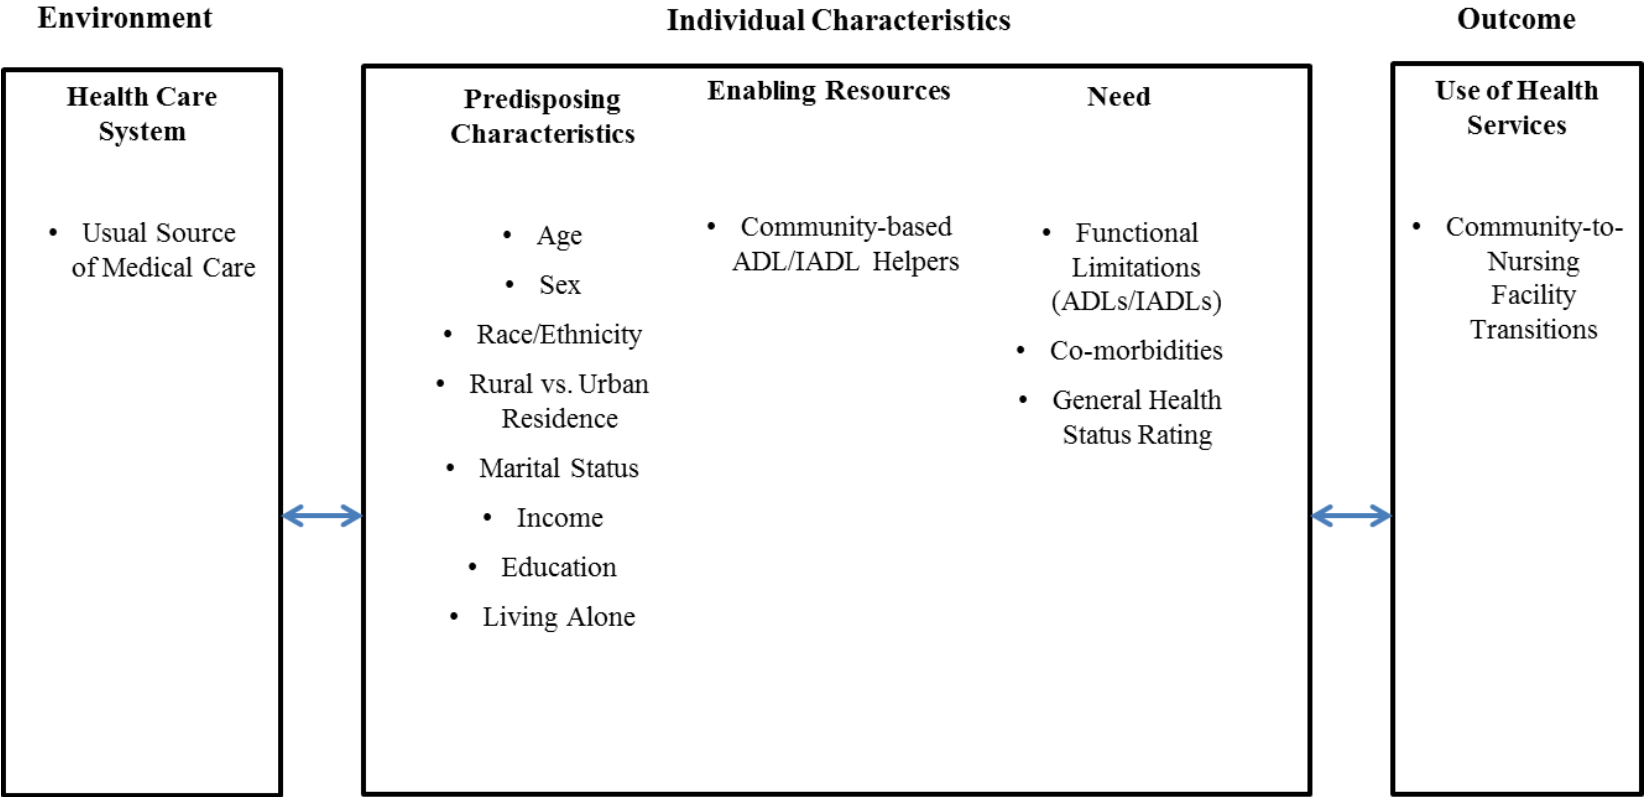 Environment
Individual Characteristics
Outcome
Health Care
System
• Usual Source
of Medical Care
Predisposing
Characteristics
• Age
• Sex
• Race/Ethnicity
• Rural vs. Urban
Residence
• Marital Status
• Income
• Education
• Living Alone
Enabling Resources
• Community-based
ADL/IADL Helpers
Need
• Functional
Limitations
(ADLs/IADLs)
• Co-morbidities
• General Health
Status Rating
Use of Health
Services
• Community-to-
Nursing
Facility
Transitions